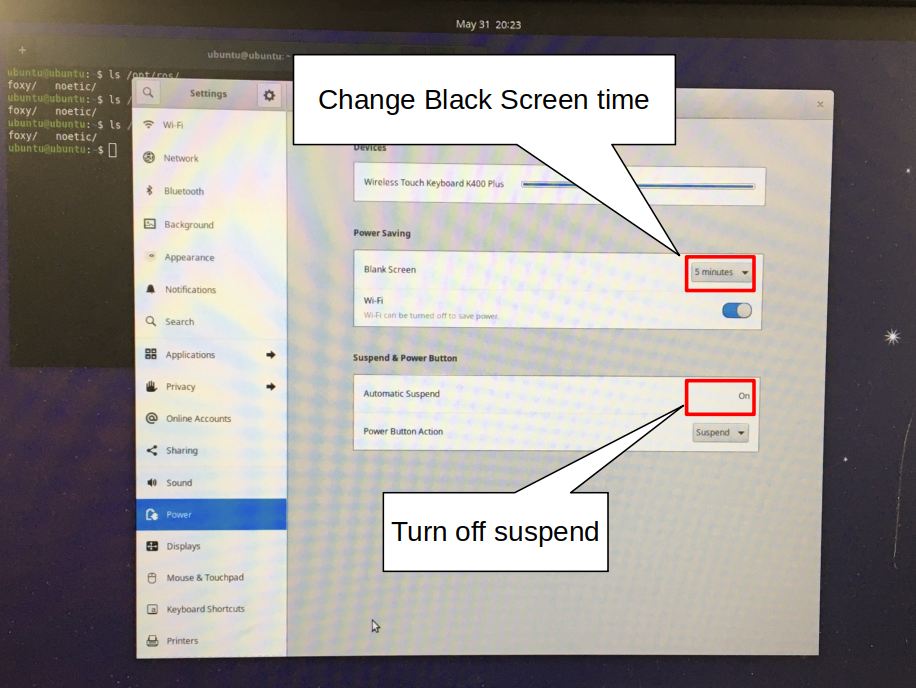 May 31 20:23
ubuntu@ubuntu: ~
ubuntu@ubuntu:~$ ls /opt/ros/
foxy/ noetic/
ubuntu@ubuntu:~$ ls /
foxy/ noetic/
ubuntu@ubuntu:~$ ls /
foxy/ noetic/
ubuntu@ubuntu:~$
Settings
Wi-Fi
Network
Bluetooth
Background
Appearance
Notifications
Search
Applications
Privacy
Online Accounts
Sharing
Sound
Power
Displays
Mouse & Touchpad
Keyboard Shortcuts
Printers
Change Black Screen time
Devices
Wireless Touch Keyboard K400 Plus
Power Saving
Blank Screen
5 minutes
Wi-Fi
Wi-Fi can be turned off to save power.
Suspend & Power Button
Automatic Suspend
On
Power Button Action
Suspend
Turn off suspend